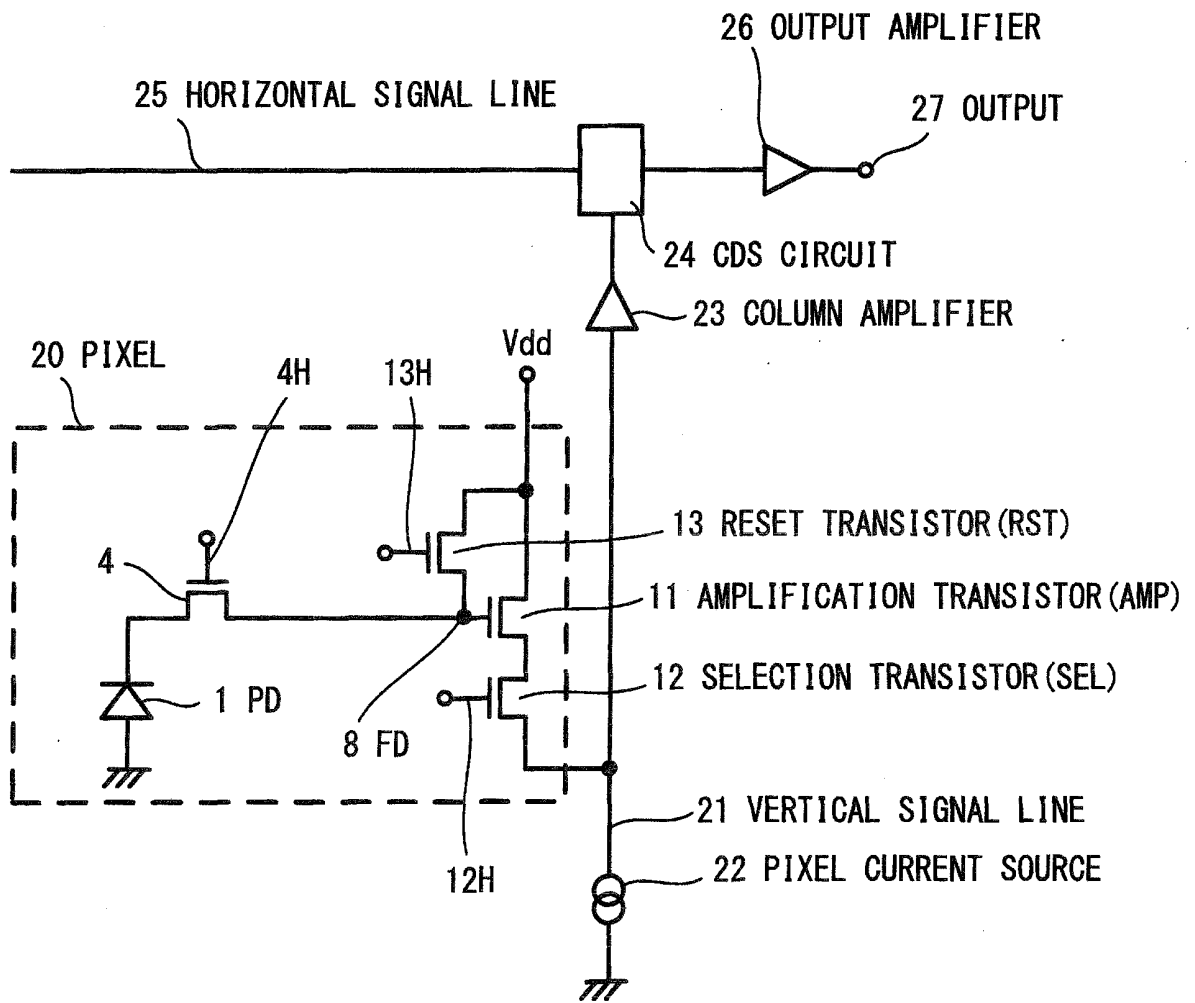 26 OUTPUT AMPLIFIER
25 HORIZONTAL SIGNAL LINE
27 OUTPUT
24 CDS CIRCUIT
23 COLUMN AMPLIFIER
Vdd
20 PIXEL
4H
13H
13 RESET TRANSISTOR(RST)
4
11 AMPLIFICATION TRANSISTOR(AMP)
12 SELECTION TRANSISTOR(SEL)
1 PD
8 FD
21 VERTICAL SIGNAL LINE
12H
22 PIXEL CURRENT SOURCE